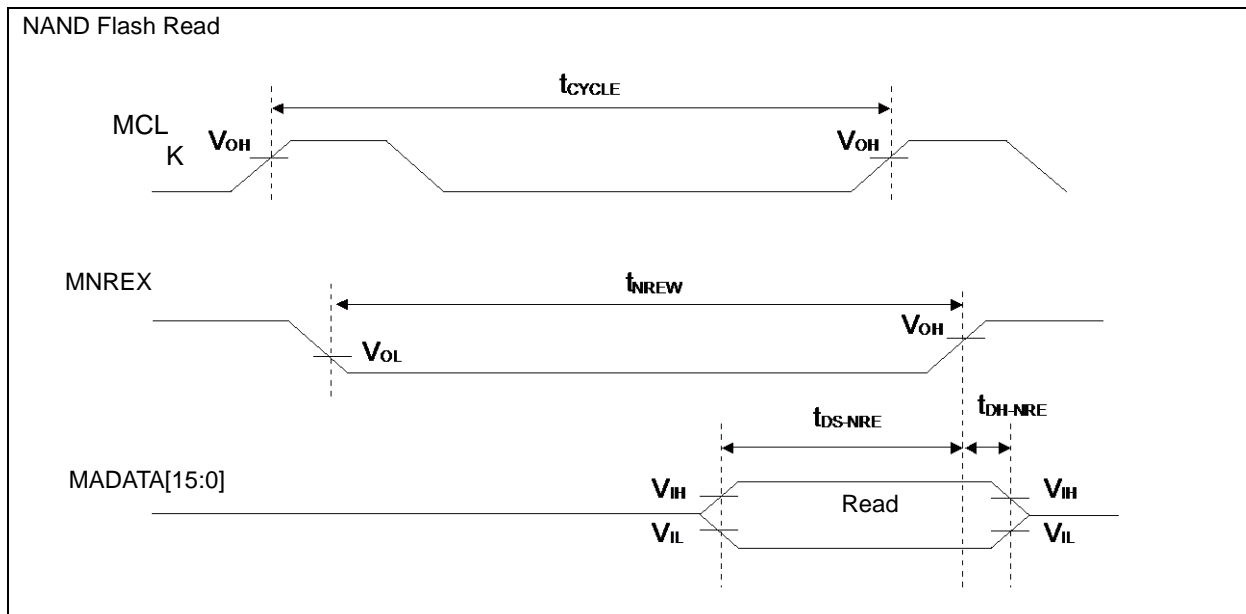 NAND Flash Read
tCYCLE
MCL
K
VOH
VOH
MNREX
tNREW
VOH
VOL
tDS-NRE
tDH-NRE
MADATA[15:0]
VIH
Read
VIH
VIL
VIL